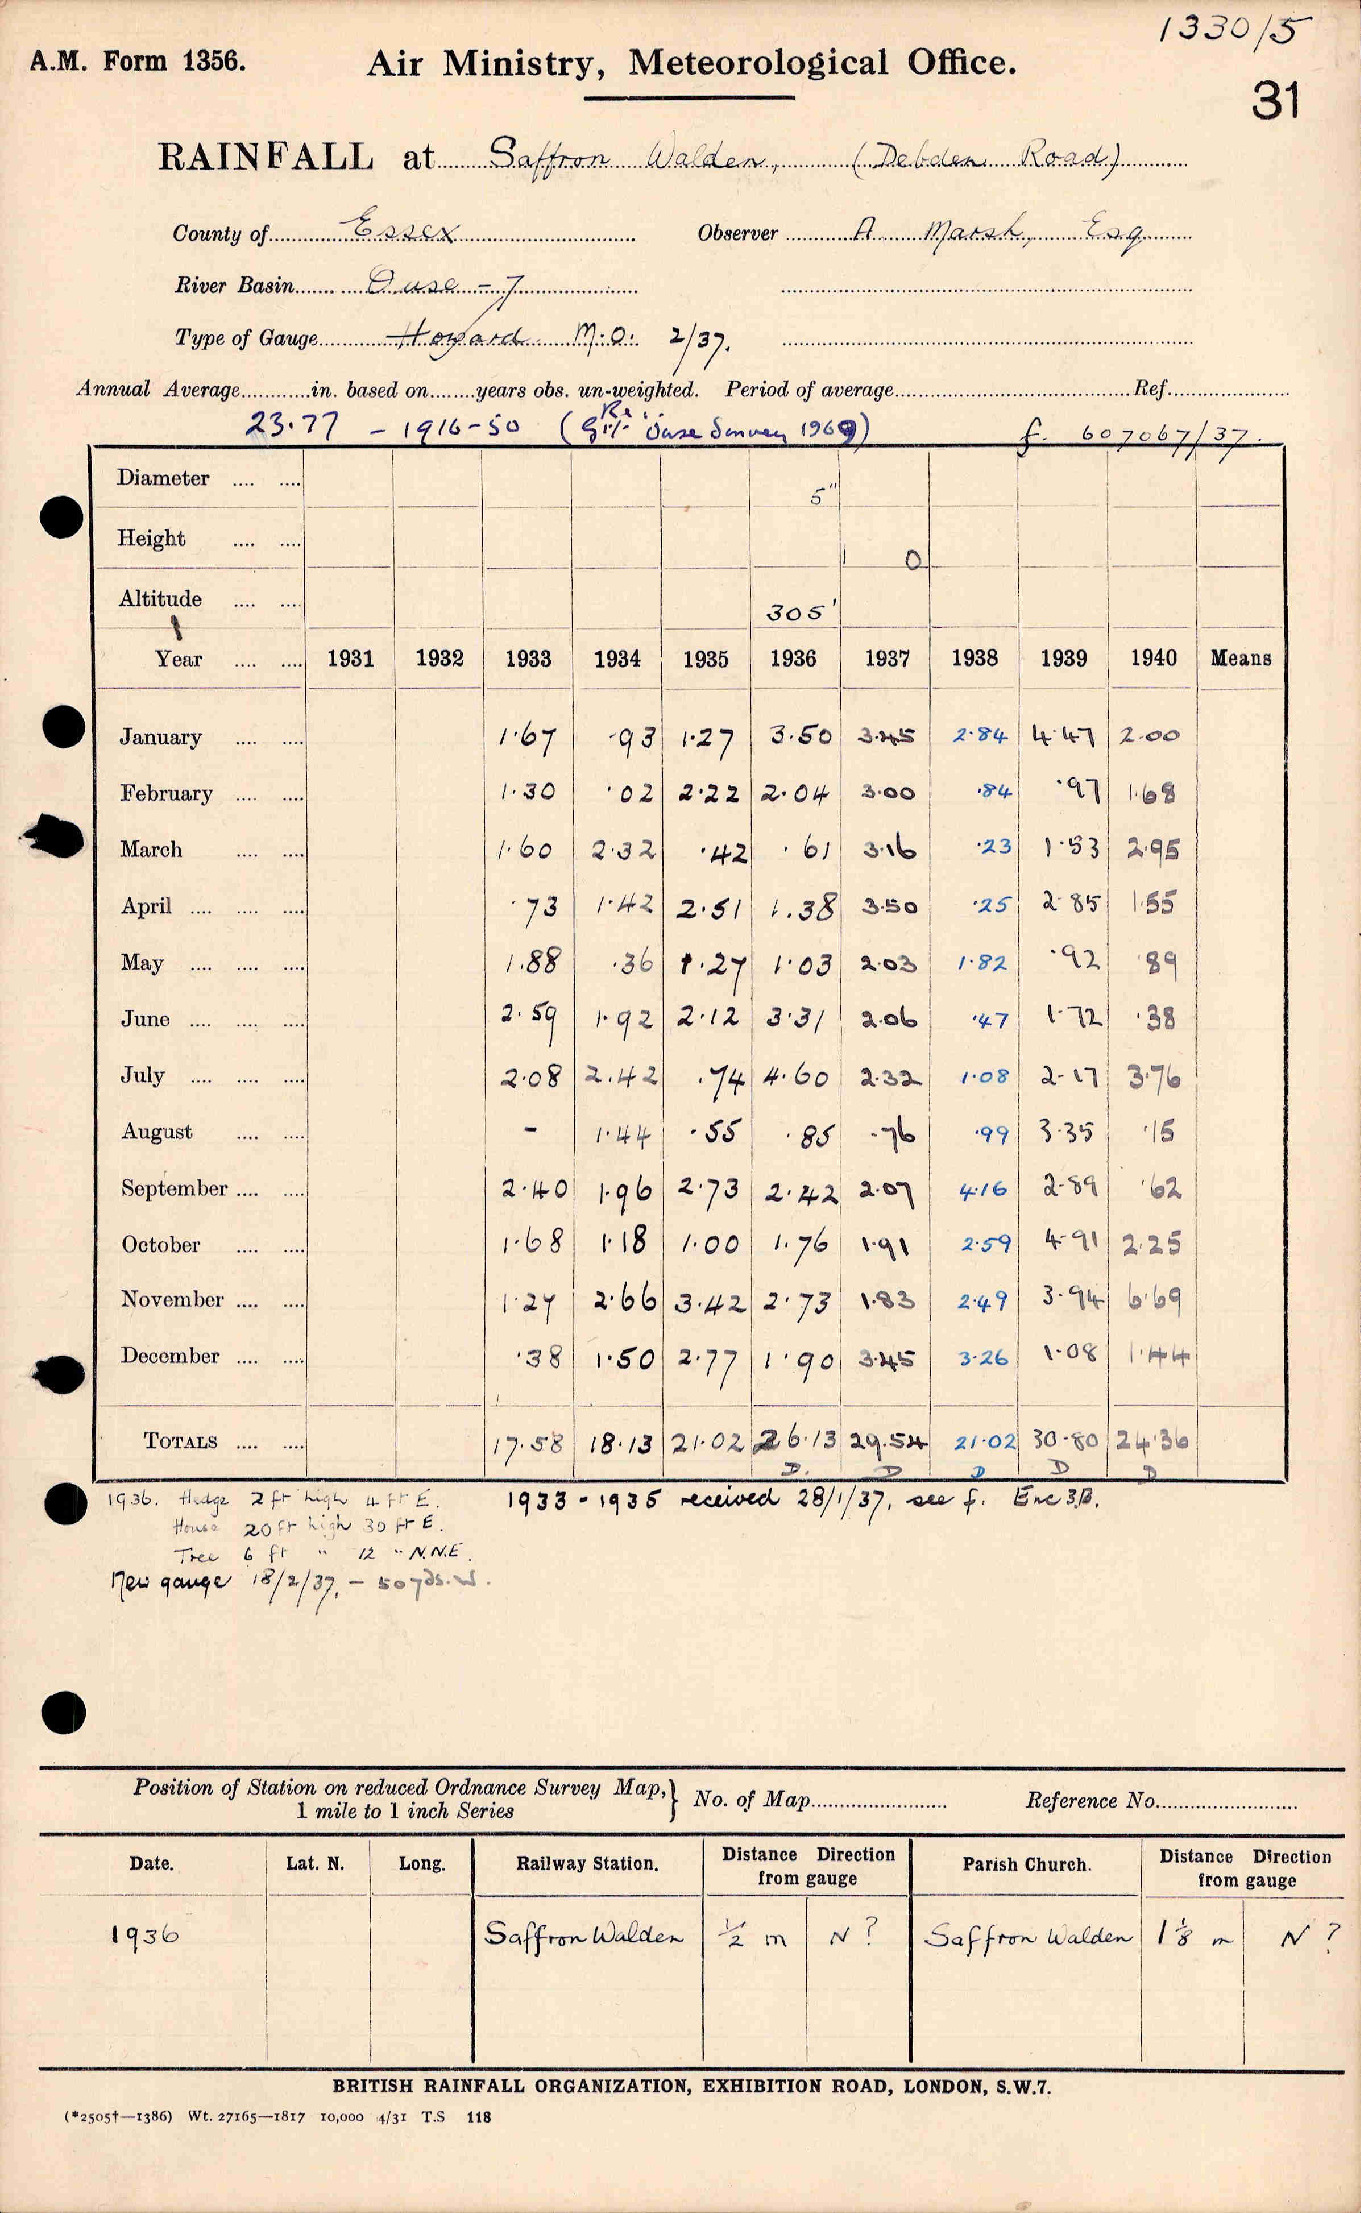 1330/5
A.M. Form 1356. Air Ministry, Meteorological Office.
31
RAINFALL at Saffron Walden, (Debden Road)
County of Essex Observer A Marsh, Esq
River Basin Ouse - 7
Type of Gauge Howard M.O. 2/37.
Annual Average in. based on years obs. un-weighted. Period of average Ref.
23.77 - 1916-50 (Gt. Ouse Survey 1960) f. 607067/37.
Diameter 5"
Height 0
Altitude 305'
Year 1931 1932 1933 1934 1935 1936 1937 1938 1939 1940 Means
January 1.67 .93 1.27 3.50 3.45 2.84 4.47 2.00
February 1.30 .02 2.22 2.04 3.00 .84 .97 1.68
March 1.60 2.32 .42 .61 3.16 .23 1.53 2.95
April .73 1.42 2.51 1.38 3.50 .25 2.85 1.55
May 1.88 .36 1.27 1.03 2.03 1.82 .92 .89
June 2.59 1.92 2.12 3.31 2.06 .47 1.72 .38
July 2.08 2.42 .74 4.60 2.32 1.08 2.17 3.76
August - 1.44 .55 .85 .76 .99 3.35 .15
September 2.40 1.96 2.73 2.42 2.07 4.16 2.89 .62
October 1.68 1.18 1.00 1.76 1.91 2.59 4.91 2.25
November 1.27 2.66 3.42 2.73 1.83 2.49 3.94 6.69
December .38 1.50 2.77 1.90 3.45 3.26 1.08 1.44
TOTALS 17.58 18.13 21.02 26.13 29.54 21.02 30.80 24.36
D. D D D D
1936. Hedge 2 ft high 4 ft E. 1933 - 1935 received 28/1/37, see f. Enc 3B.
House 20 ft high 30 ft E.
Tree 6 ft " 12 " N.N.E.
New gauge 18/2/37. - 50 yds. W.
Position of Station on reduced Ordnance Survey Map, } No. of Map Reference No.
1 mile to 1 inch Series
Date. Lat. N. Long. Railway Station. Distance Direction from gauge Parish Church. Distance Direction from gauge
1936 Saffron Walden ½ m N ? Saffron Walden 1⅛ m N ?
BRITISH RAINFALL ORGANIZATION, EXHIBITION ROAD, LONDON, S.W.7.
(*2505†—1386) Wt. 27165—1817 10,000 4/31 T.S 118